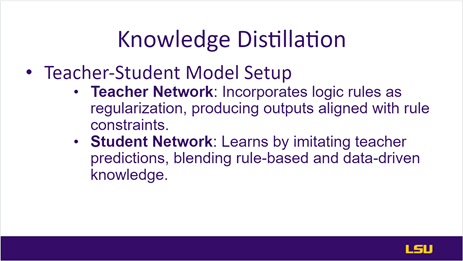 Knowledge Distillation
• Teacher-Student Model Setup
• Teacher Network: Incorporates logic rules as
regularization, producing outputs aligned with rule
constraints.
• Student Network: Learns by imitating teacher
predictions, blending rule-based and data-driven
knowledge.
LSU